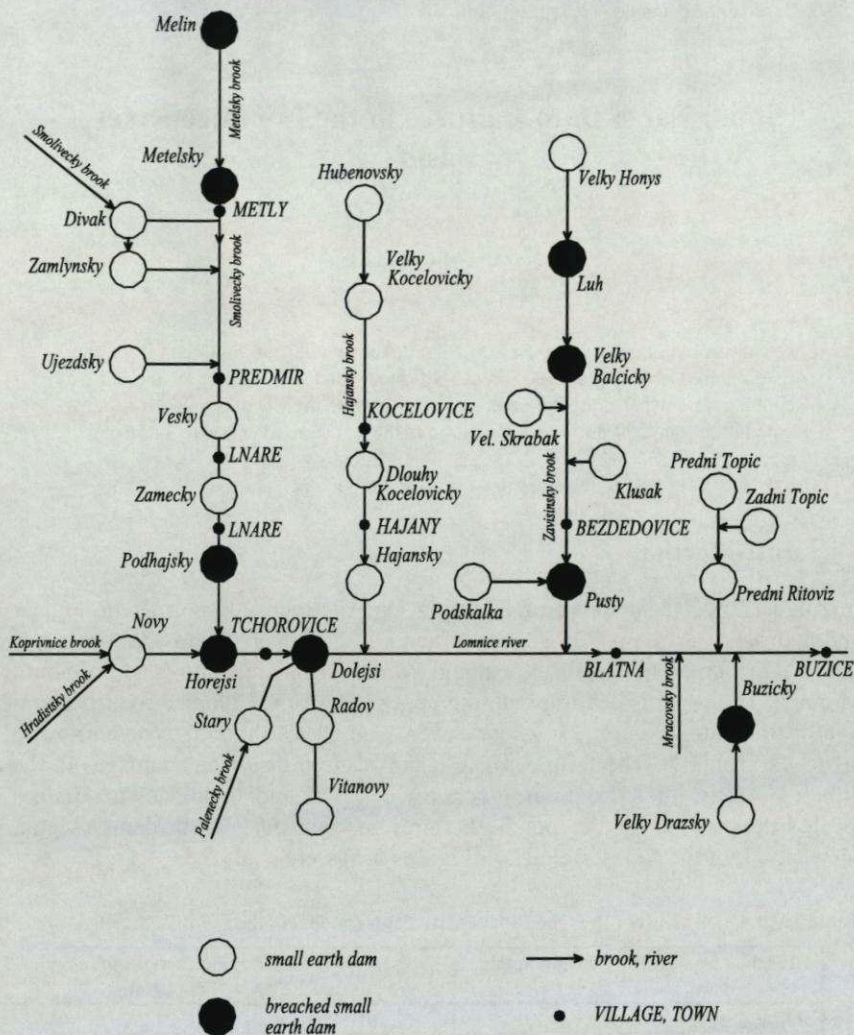 Melin
Metelsky brook
Smolivecky brook
Metelsky
METLY
Divak
Zamlynsky
Smolivecky brook
Ujezdsky
PREDMIR
Vesky
LNARE
Zamecky
LNARE
Podhajsky
Hubenovsky
Velky
Kocelovicky
Hajansky brook
KOCELOVICE
Dlouhy
Kocelovicky
HAJANY
Hajansky
Velky Honys
Luh
Velky
Balcicky
Vel. Skrabak
Klusak
Zavisinsky brook
BEZDEDOVICE
Podskalka
Pusty
Predni Topic
Zadni Topic
Predni Ritoviz
Koprivnice brook
Novy
Hradistsky brook
Horejsi
TCHOROVICE
Dolejsi
Lomnice river
BLATNA
BUZICE
Stary
Palenecky brook
Radov
Vitanovy
Mracovsky brook
Buzicky
Velky Drazsky
small earth dam
brook, river
breached small
earth dam
VILLAGE, TOWN